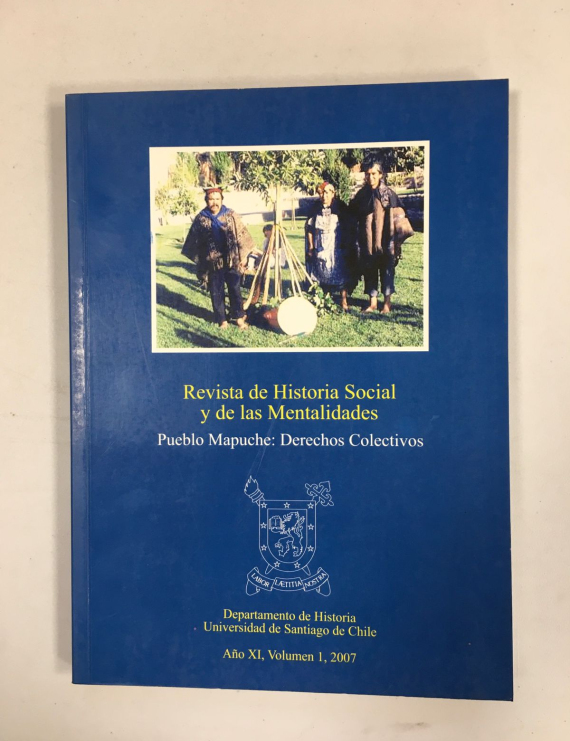 Revista de Historia Social
y de las Mentalidades
Pueblo Mapuche: Derechos Colectivos
LABOR LÆTITIA NOSTRA
Departamento de Historia
Universidad de Santiago de Chile
Año XI, Volumen 1, 2007